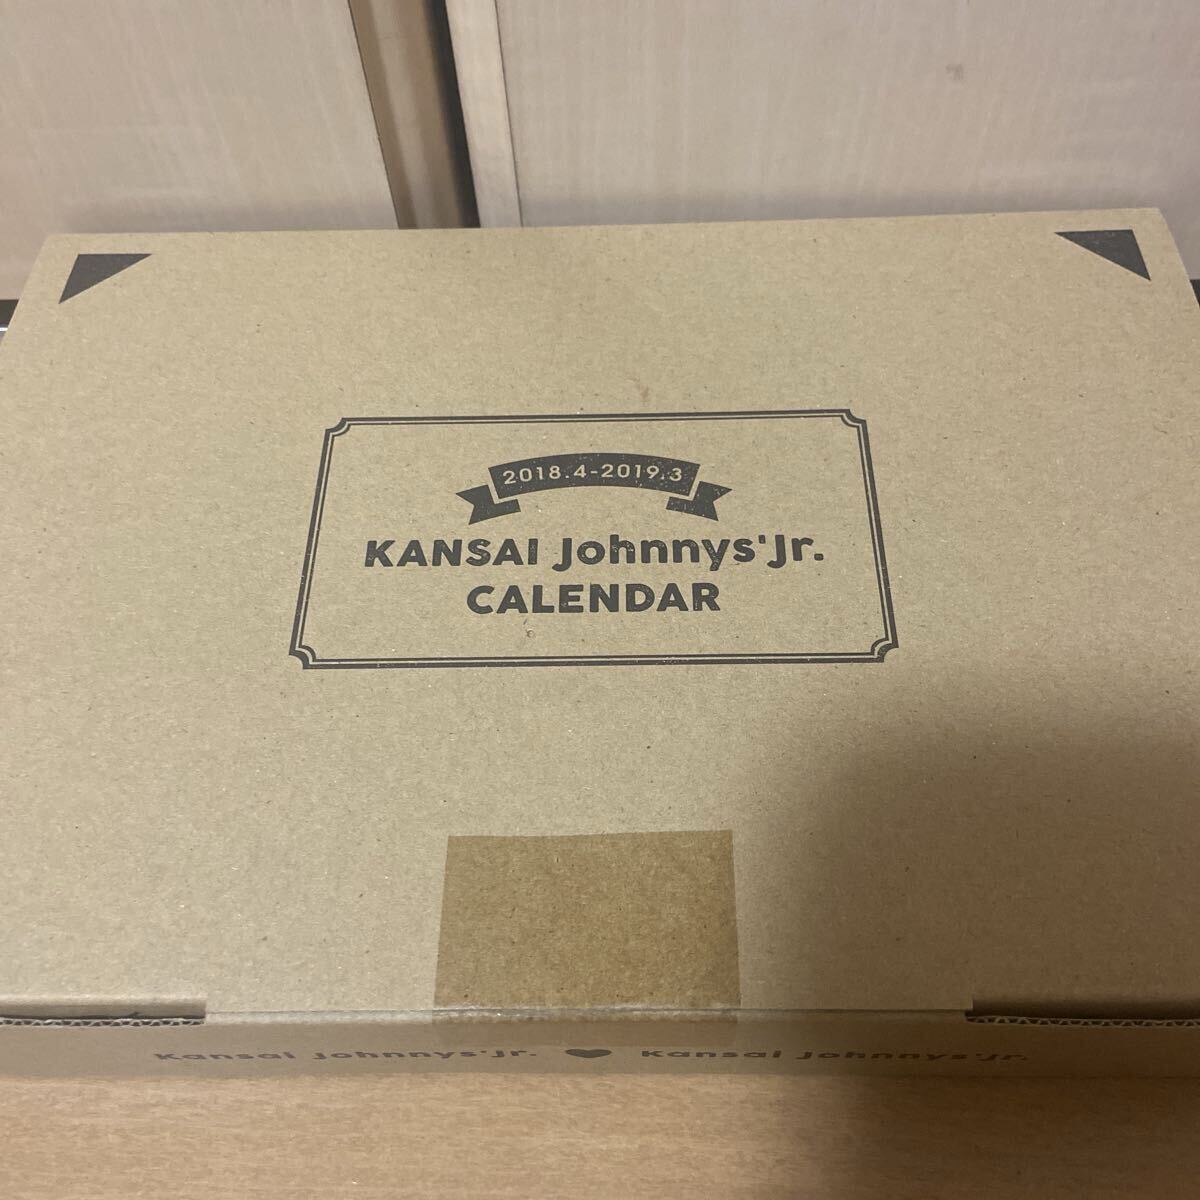 2018.4-2019.3
KANSAI Johnnys'Jr.
CALENDAR
Kansai Johnnys'Jr. ♥ Kansai Johnnys'Jr.